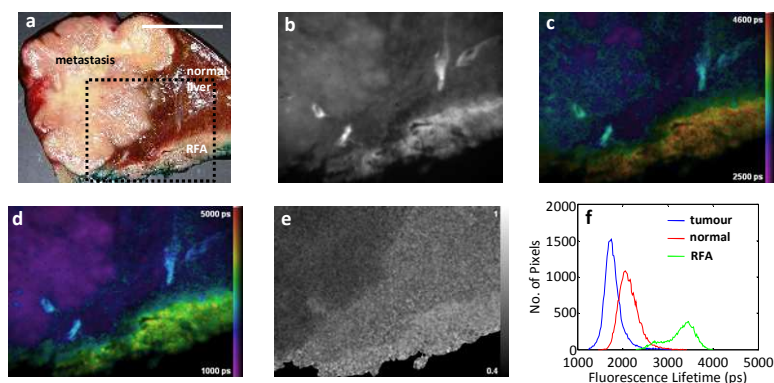 a
metastasis
normal
liver
RFA
b
c
4600 ps
2500 ps
d
5000 ps
1000 ps
e
1
0.4
f
tumour
normal
RFA
No. of Pixels
2000
1500
1000
500
0
1000 2000 3000 4000 5000
Fluorescence Lifetime (ps)